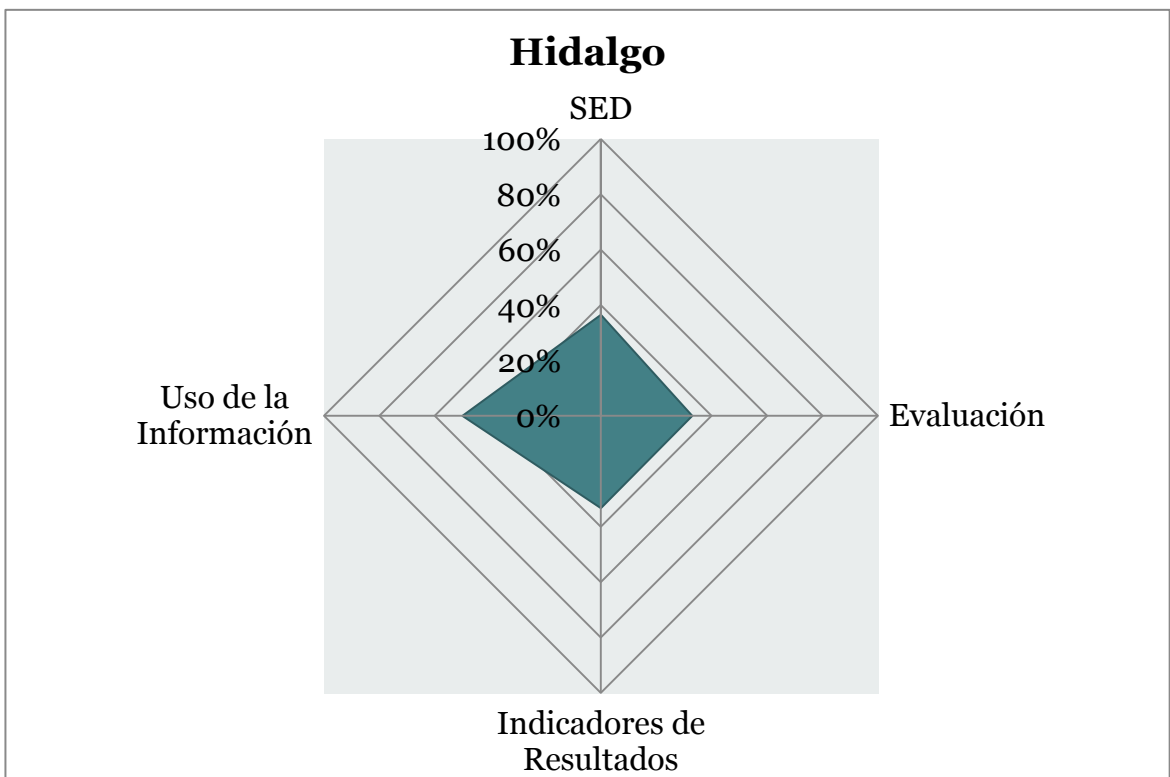 Hidalgo
SED
100%
80%
60%
40%
20%
0%
Uso de la
Información
Evaluación
Indicadores de
Resultados